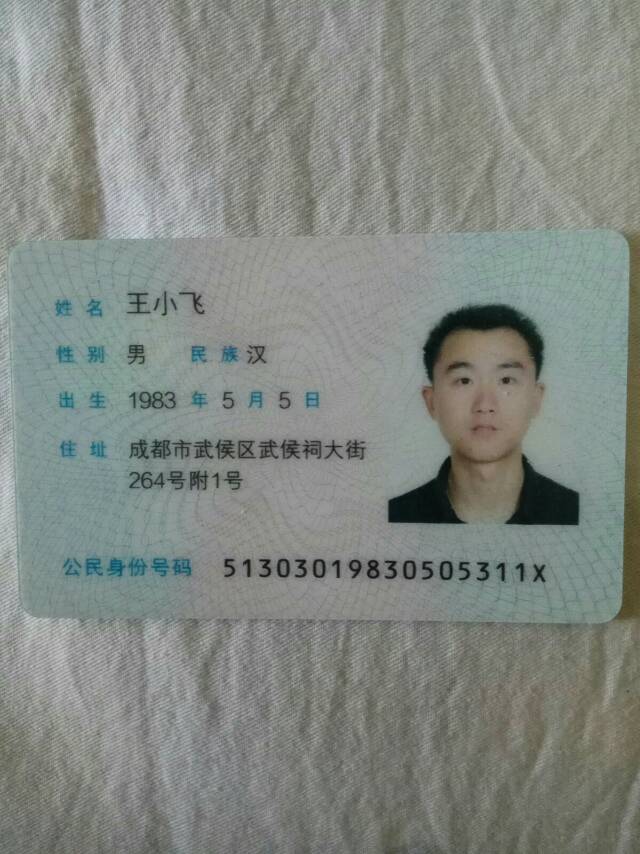 姓名 王小飞
性别 男 民族 汉
出生 1983 年 5 月 5 日
住址 成都市武侯区武侯祠大街
264号附1号
公民身份号码 51303019830505311X